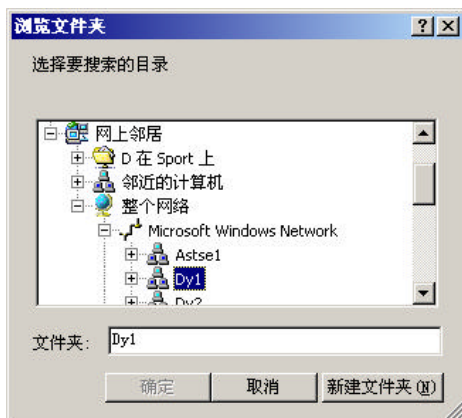 浏览文件夹
选择要搜索的目录
网上邻居
D 在 Sport 上
邻近的计算机
整个网络
Microsoft Windows Network
Astse1
Dy1
Dy2
文件夹: Dy1
确定 取消 新建文件夹(N)